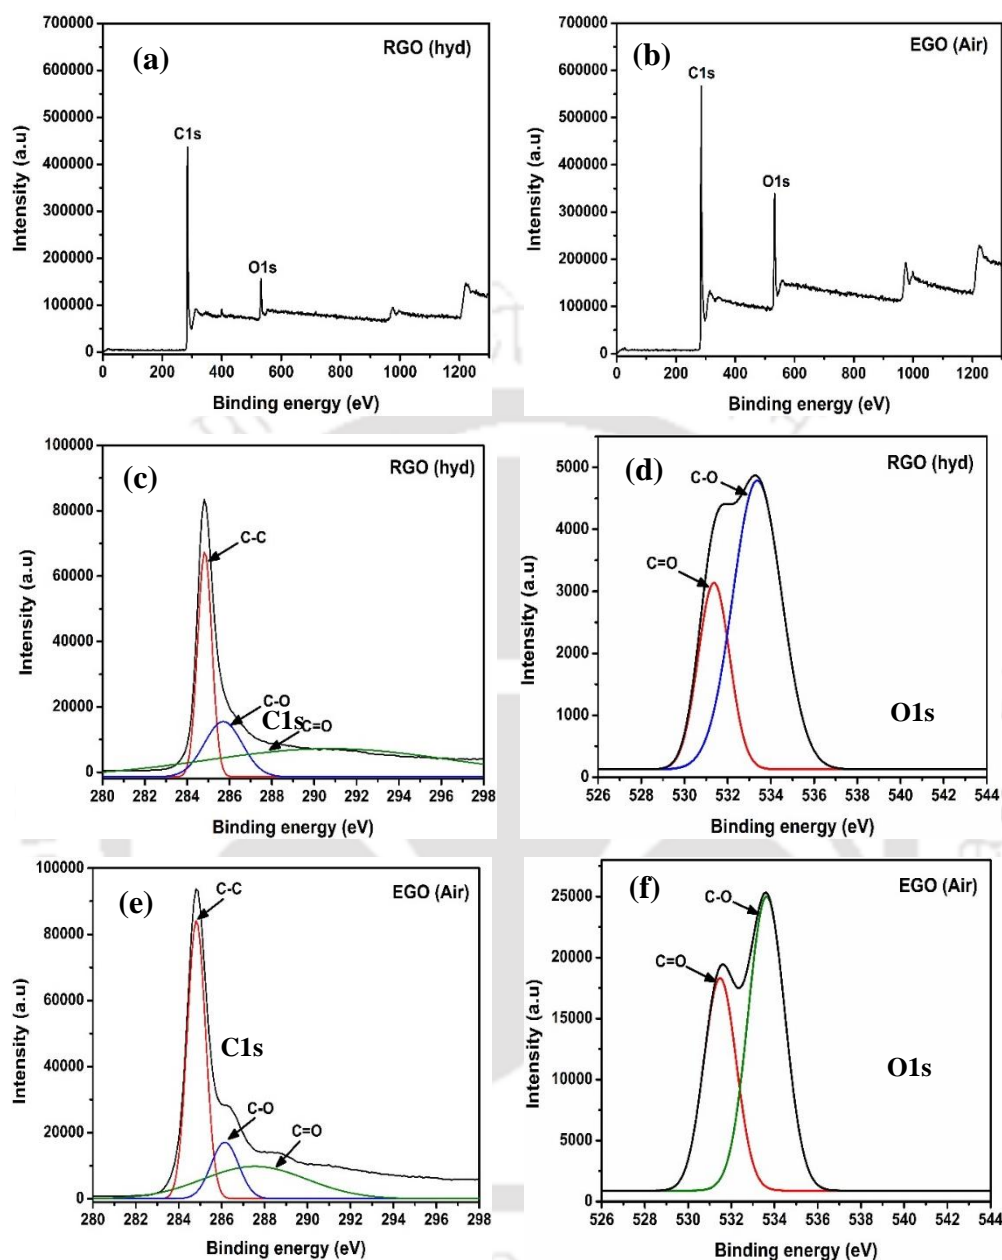 (a)
RGO (hyd)
C1s
O1s
Intensity (a.u)
700000
600000
500000
400000
300000
200000
100000
0
0 200 400 600 800 1000 1200
Binding energy (eV)
(b)
EGO (Air)
C1s
O1s
Intensity (a.u)
700000
600000
500000
400000
300000
200000
100000
0
0 200 400 600 800 1000 1200
Binding energy (eV)
(c)
RGO (hyd)
C-C
C-O
C1s
C=O
Intensity (a.u)
100000
80000
60000
40000
20000
0
280 282 284 286 288 290 292 294 296 298
Binding energy (eV)
(d)
RGO (hyd)
C-O
C=O
O1s
Intensity (a.u)
5000
4000
3000
2000
1000
0
526 528 530 532 534 536 538 540 542 544
Binding energy (eV)
(e)
EGO (Air)
C-C
C1s
C-O
C=O
Intensity (a.u)
100000
80000
60000
40000
20000
0
280 282 284 286 288 290 292 294 296 298
Binding energy (eV)
(f)
EGO (Air)
C-O
C=O
O1s
Intensity (a.u)
25000
20000
15000
10000
5000
0
526 528 530 532 534 536 538 540 542 544
Binding energy (eV)